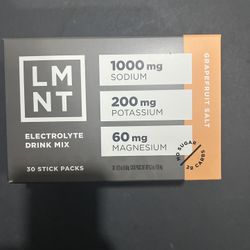 LM
NT
ELECTROLYTE
DRINK MIX
30 STICK PACKS
1000 mg
SODIUM
200 mg
POTASSIUM
60 mg
MAGNESIUM
GRAPEFRUIT SALT
NO SUGAR